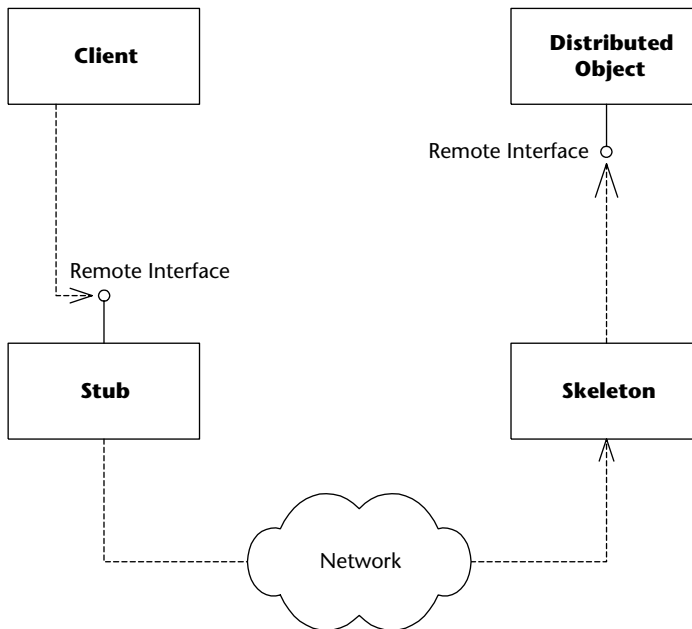 Client
Distributed
Object
Remote Interface
Remote Interface
Stub
Skeleton
Network